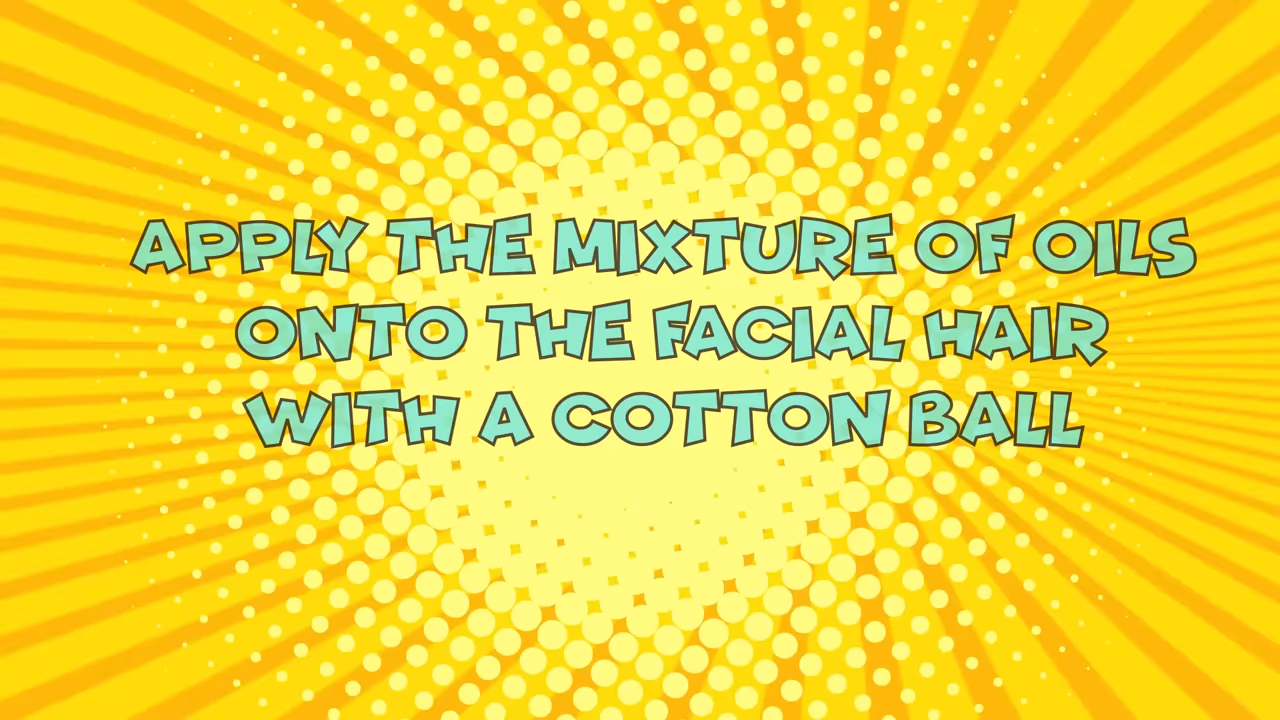 APPLY THE MIXTURE OF OILS
ONTO THE FACIAL HAIR
WITH A COTTON BALL